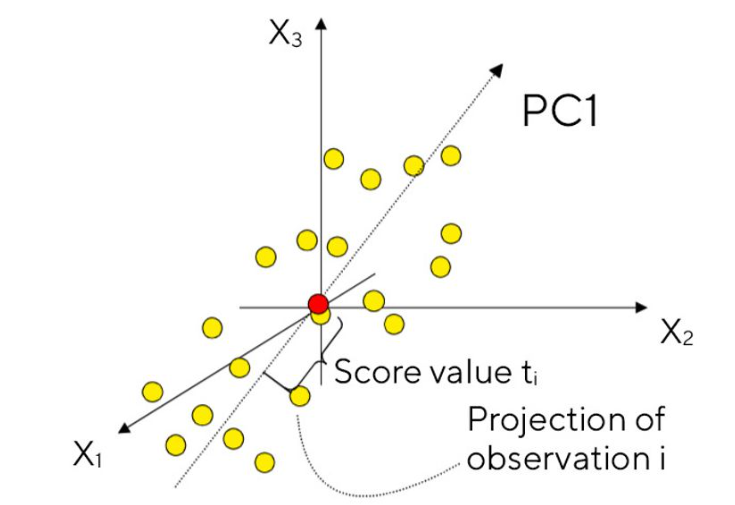 X₃
PC1
X₂
Score value tᵢ
Projection of
observation i
X₁